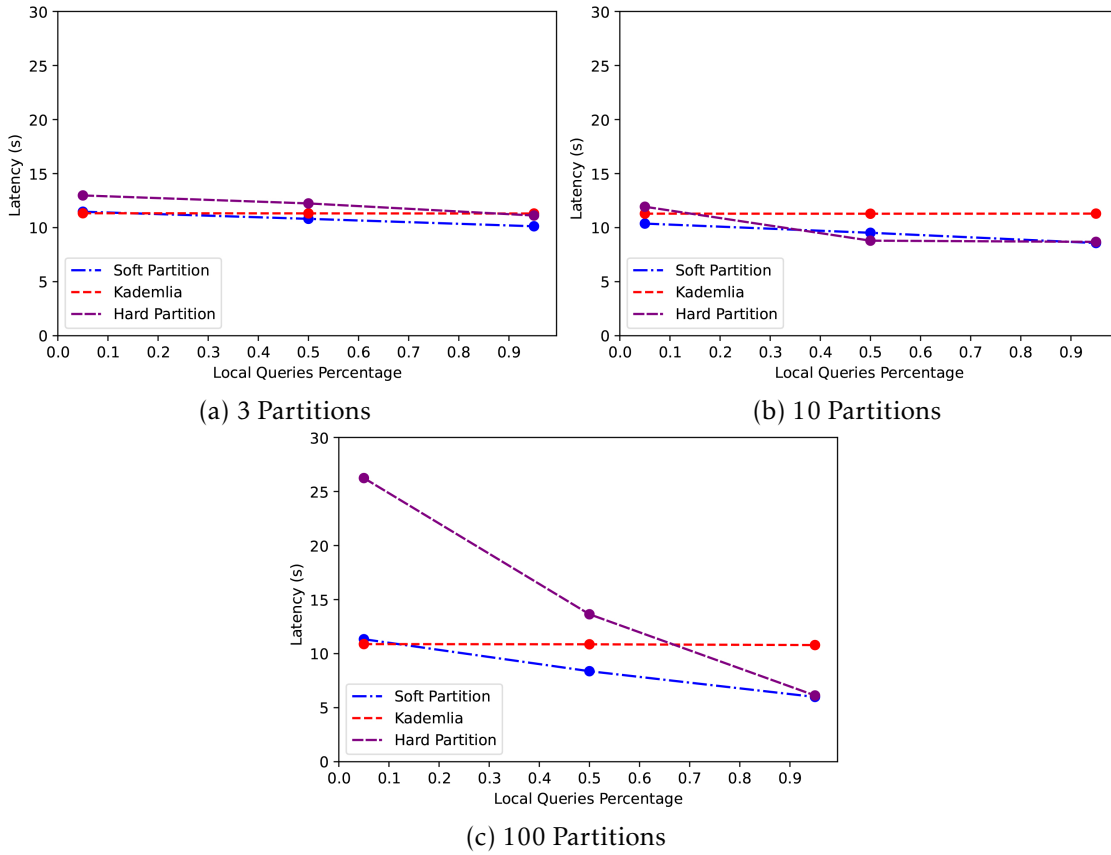 30
25
20
15
10
5
0
Latency (s)
Soft Partition
Kademlia
Hard Partition
0.0 0.1 0.2 0.3 0.4 0.5 0.6 0.7 0.8 0.9
Local Queries Percentage
(a) 3 Partitions
30
25
20
15
10
5
0
Latency (s)
Soft Partition
Kademlia
Hard Partition
0.0 0.1 0.2 0.3 0.4 0.5 0.6 0.7 0.8 0.9
Local Queries Percentage
(b) 10 Partitions
30
25
20
15
10
5
0
Latency (s)
Soft Partition
Kademlia
Hard Partition
0.0 0.1 0.2 0.3 0.4 0.5 0.6 0.7 0.8 0.9
Local Queries Percentage
(c) 100 Partitions